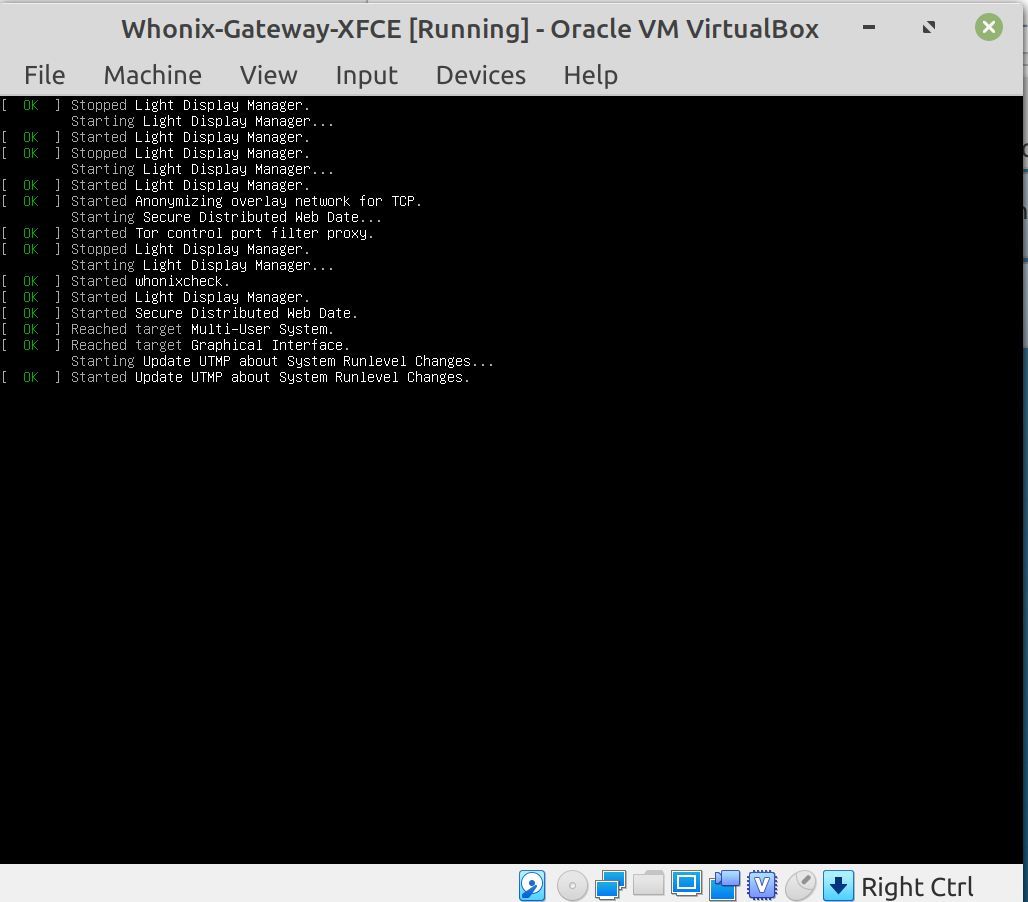 Whonix-Gateway-XFCE [Running] - Oracle VM VirtualBox
File Machine View Input Devices Help
[ OK ] Stopped Light Display Manager.
Starting Light Display Manager...
[ OK ] Started Light Display Manager.
[ OK ] Stopped Light Display Manager.
Starting Light Display Manager...
[ OK ] Started Light Display Manager.
[ OK ] Started Anonymizing overlay network for TCP.
Starting Secure Distributed Web Date...
[ OK ] Started Tor control port filter proxy.
[ OK ] Stopped Light Display Manager.
Starting Light Display Manager...
[ OK ] Started whonixcheck.
[ OK ] Started Light Display Manager.
[ OK ] Started Secure Distributed Web Date.
[ OK ] Reached target Multi-User System.
[ OK ] Reached target Graphical Interface.
Starting Update UTMP about System Runlevel Changes...
[ OK ] Started Update UTMP about System Runlevel Changes.
V Right Ctrl